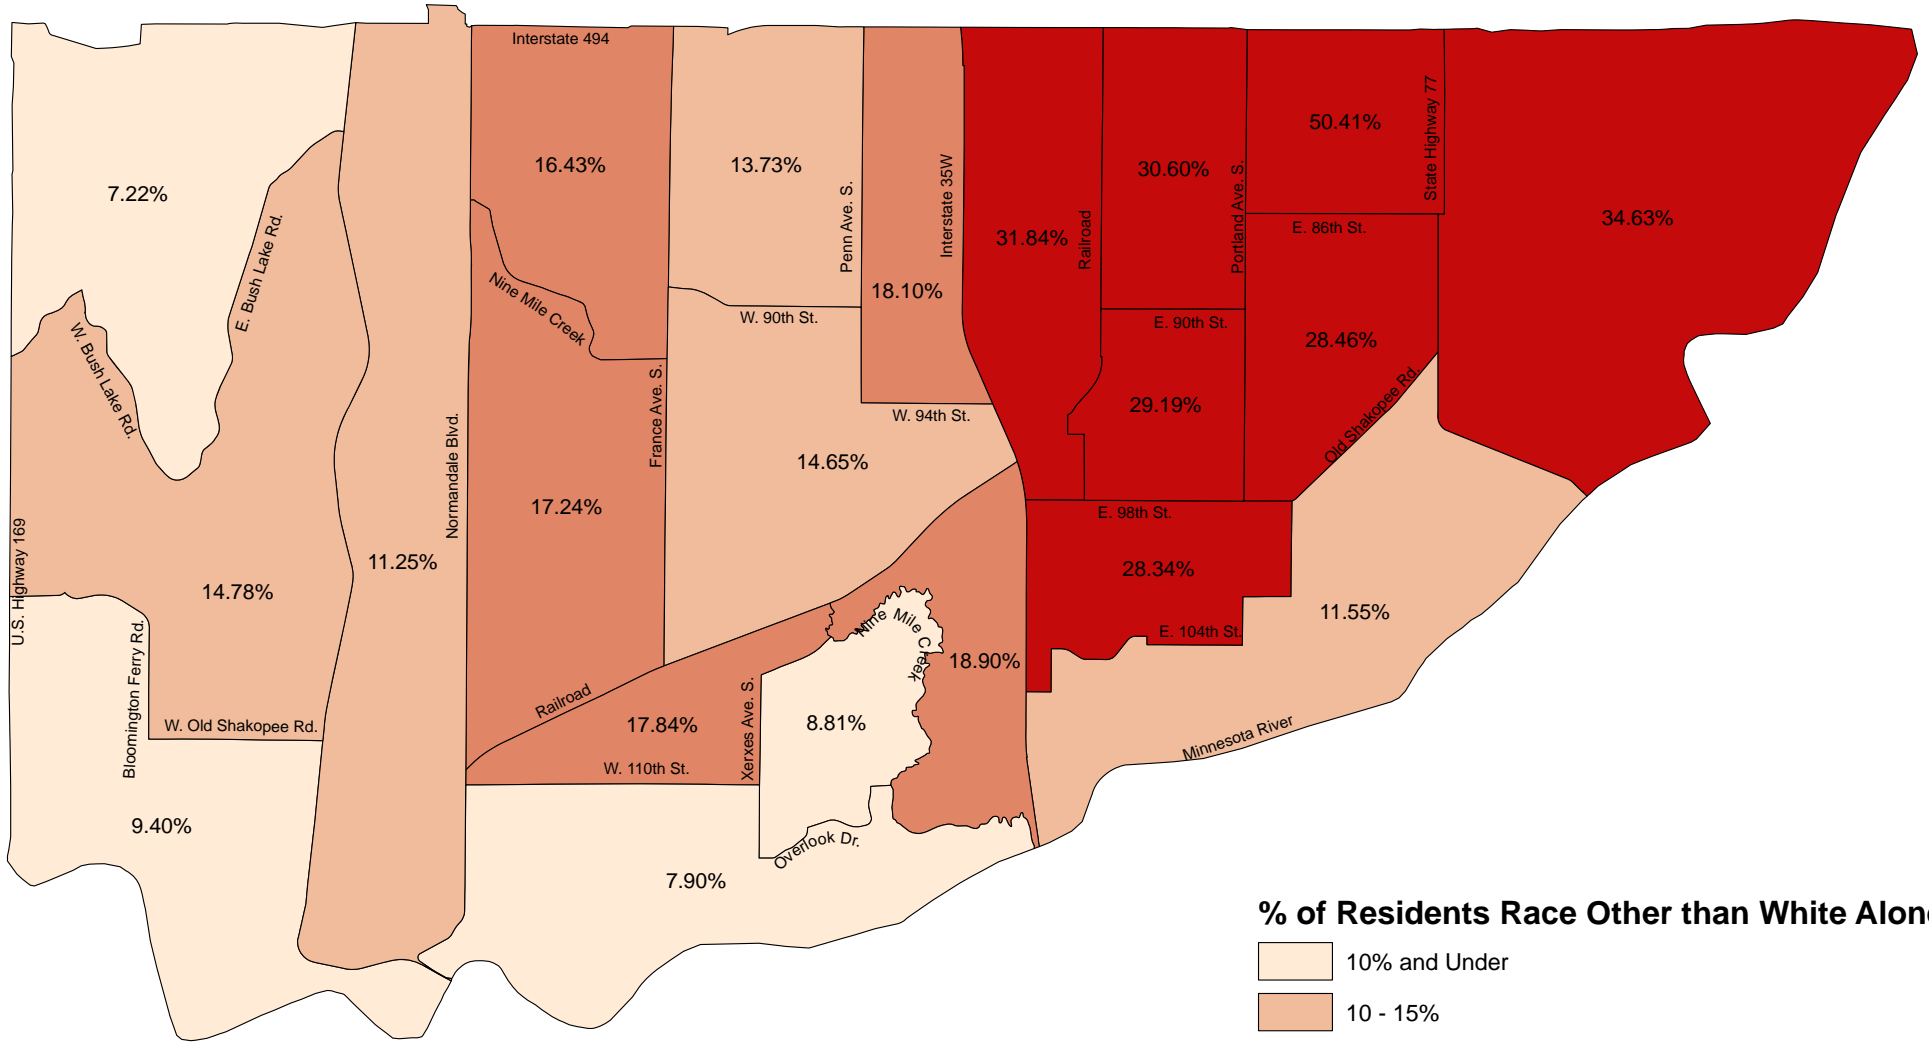 Interstate 494
7.22%
16.43%
13.73%
18.10%
31.84%
30.60%
50.41%
34.63%
Penn Ave. S.
Interstate 35W
Railroad
Portland Ave. S.
State Highway 77
E. 86th St.
E. Bush Lake Rd.
W. Bush Lake Rd.
Nine Mile Creek
W. 90th St.
E. 90th St.
28.46%
29.19%
Old Shakopee Rd.
France Ave. S.
W. 94th St.
Normandale Blvd.
14.65%
17.24%
E. 98th St.
U.S. Highway 169
11.25%
14.78%
28.34%
11.55%
Nine Mile Creek
E. 104th St.
18.90%
Bloomington Ferry Rd.
W. Old Shakopee Rd.
Railroad
17.84%
Xerxes Ave. S.
8.81%
Minnesota River
W. 110th St.
9.40%
Overlook Dr.
7.90%
% of Residents Race Other than White Alon
10% and Under
10 - 15%